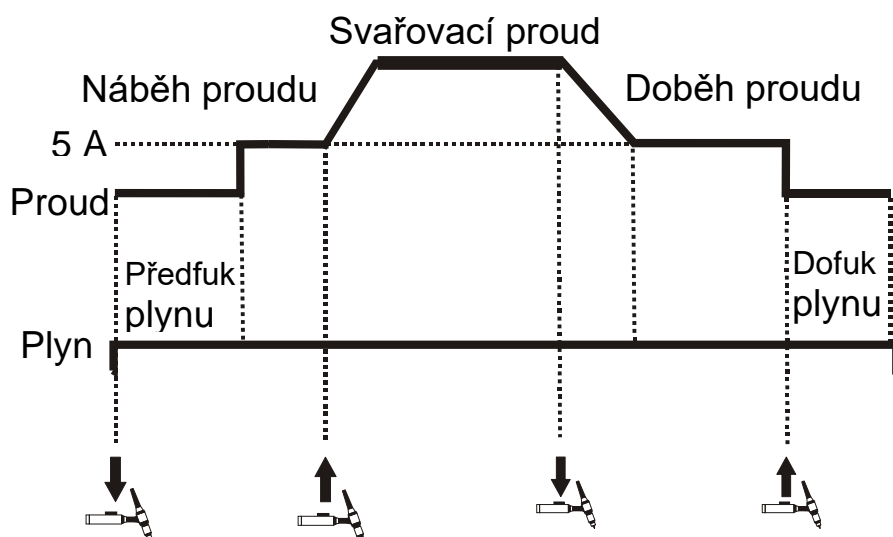 Svařovací proud
Náběh proudu
Doběh proudu
5 A
Proud
Předfuk
plynu
Dofuk
plynu
Plyn